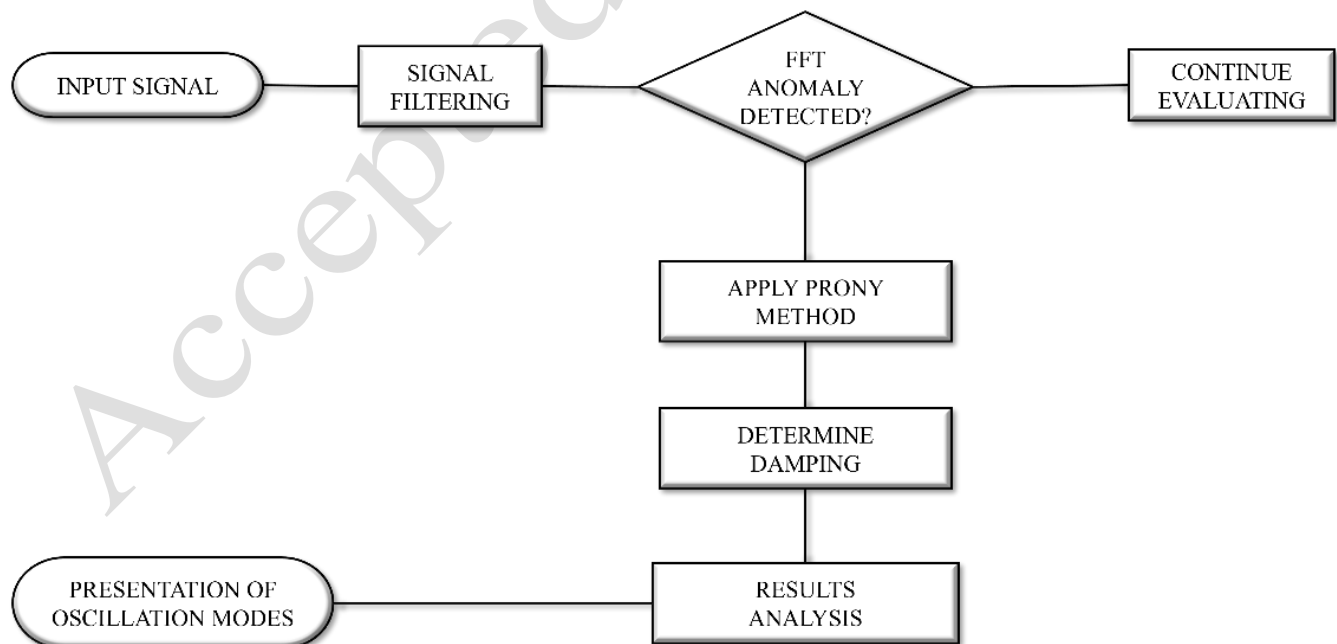 INPUT SIGNAL
SIGNAL
FILTERING
FFT
ANOMALY
DETECTED?
CONTINUE
EVALUATING
APPLY PRONY
METHOD
DETERMINE
DAMPING
RESULTS
ANALYSIS
PRESENTATION OF
OSCILLATION MODES
Accepted